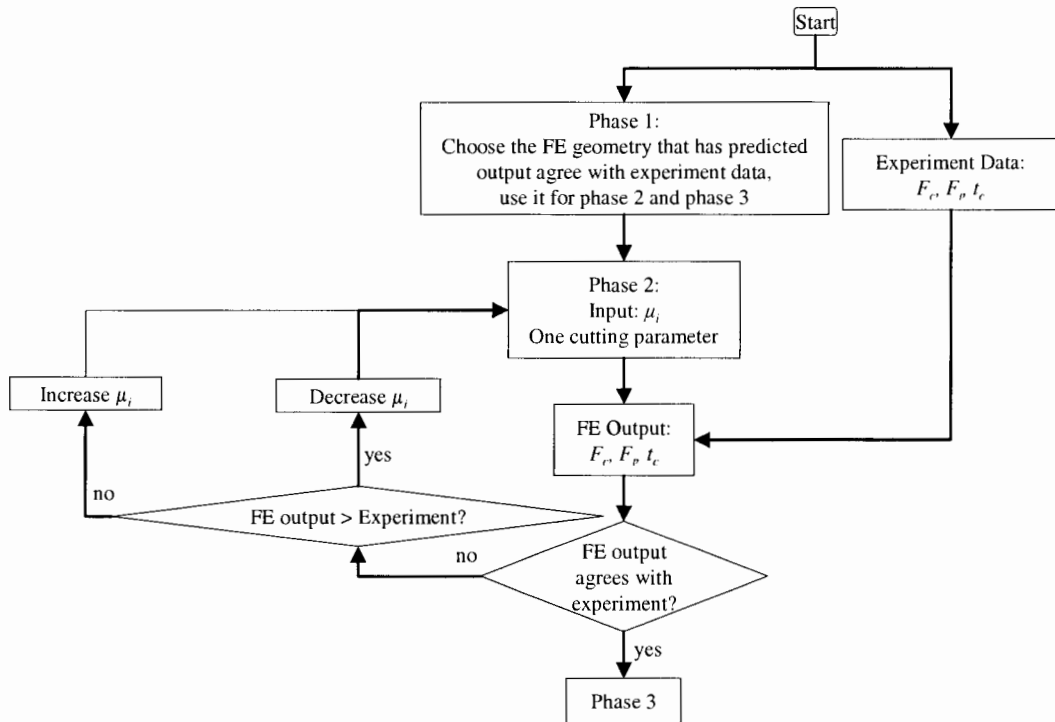 Start
Phase 1:
Choose the FE geometry that has predicted
output agree with experiment data,
use it for phase 2 and phase 3
Experiment Data:
F_c, F_t, t_c
Phase 2:
Input: μ_i
One cutting parameter
Increase μ_i
Decrease μ_i
FE Output:
F_c, F_t, t_c
yes
no
FE output > Experiment?
no
FE output
agrees with
experiment?
yes
Phase 3